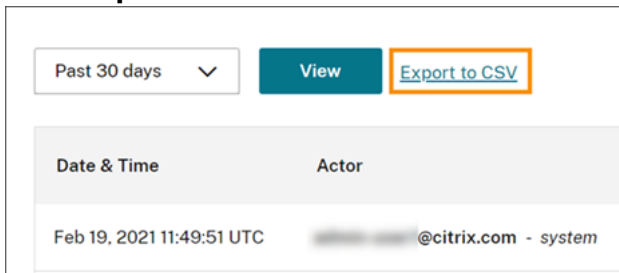 Past 30 days View Export to CSV
Date & Time Actor
Feb 19, 2021 11:49:51 UTC @citrix.com - system